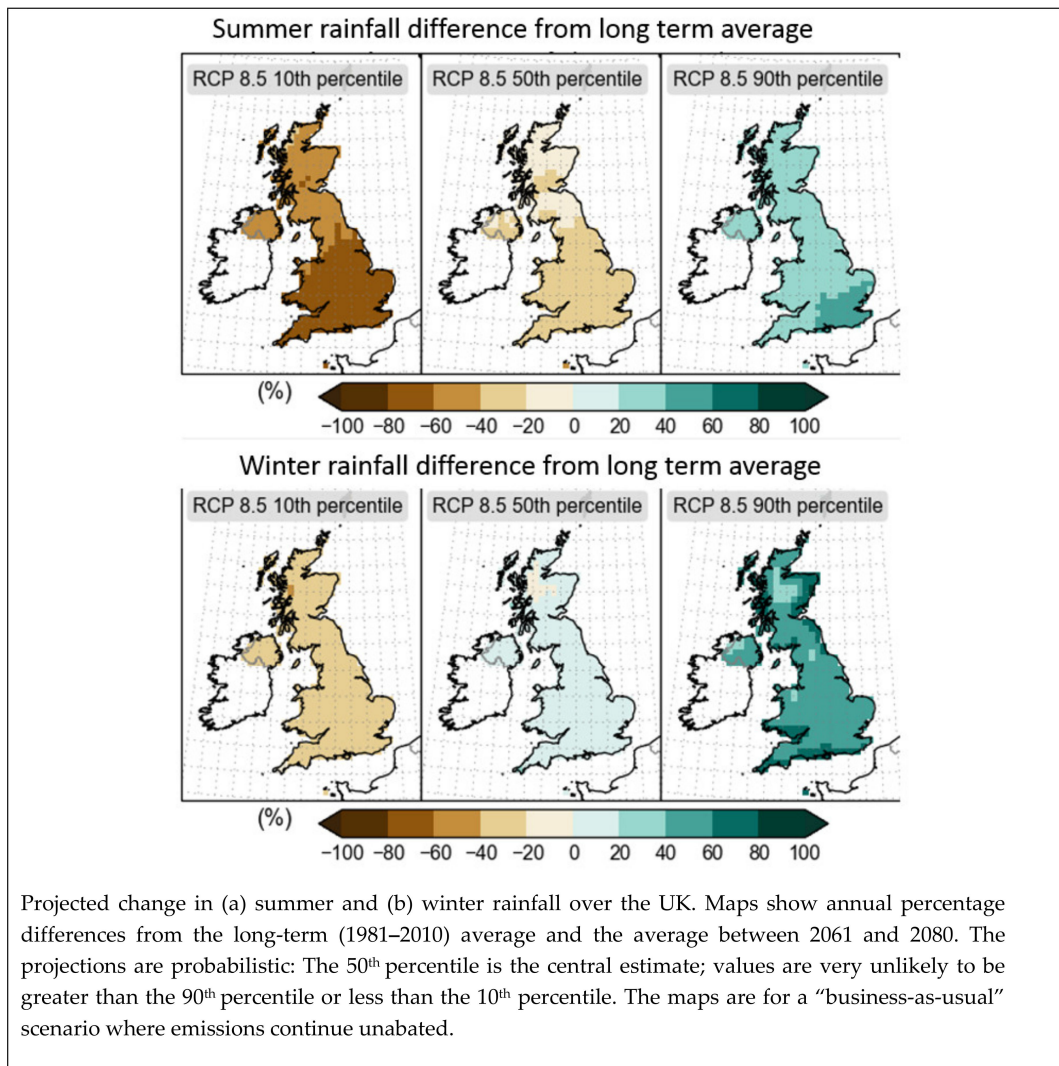 Summer rainfall difference from long term average
RCP 8.5 10th percentile RCP 8.5 50th percentile RCP 8.5 90th percentile
(%)
−100 −80 −60 −40 −20 0 20 40 60 80 100
Winter rainfall difference from long term average
RCP 8.5 10th percentile RCP 8.5 50th percentile RCP 8.5 90th percentile
(%)
−100 −80 −60 −40 −20 0 20 40 60 80 100
Projected change in (a) summer and (b) winter rainfall over the UK. Maps show annual percentage
differences from the long-term (1981–2010) average and the average between 2061 and 2080. The
projections are probabilistic: The 50th percentile is the central estimate; values are very unlikely to be
greater than the 90th percentile or less than the 10th percentile. The maps are for a “business-as-usual”
scenario where emissions continue unabated.